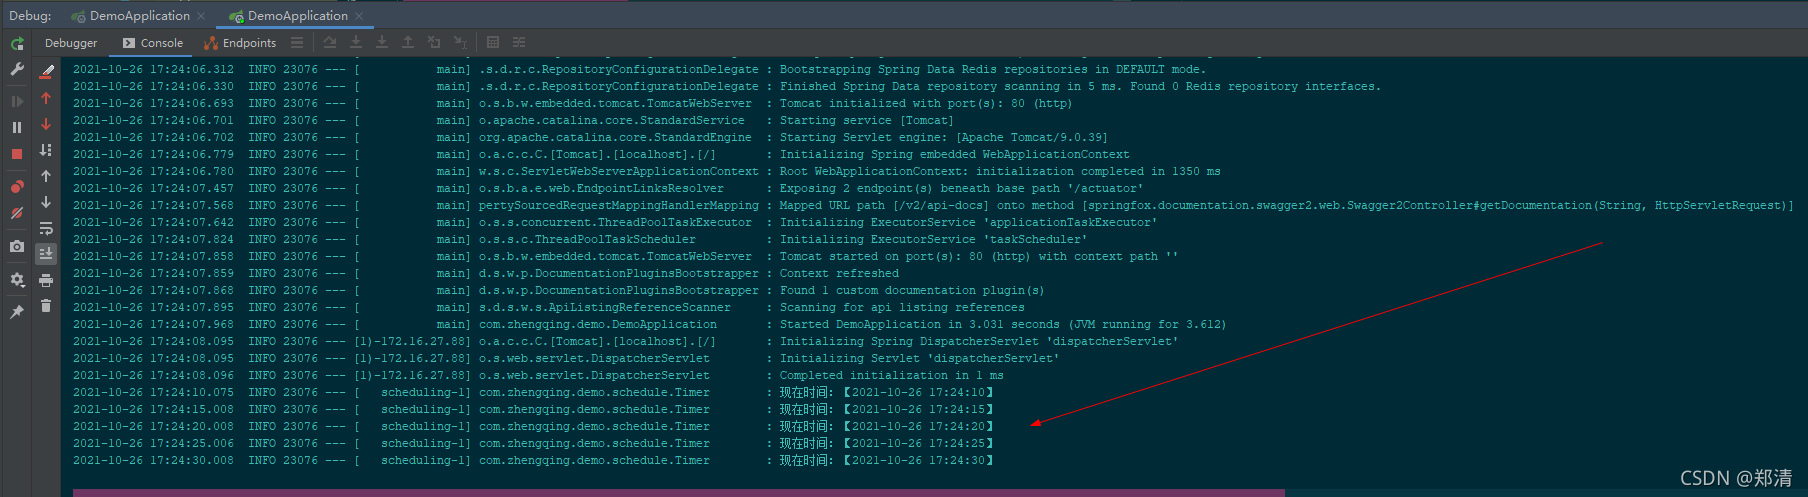 Debug: DemoApplication × DemoApplication ×
Debugger Console Endpoints
2021-10-26 17:24:06.312  INFO 23076 --- [           main] .s.d.r.c.RepositoryConfigurationDelegate : Bootstrapping Spring Data Redis repositories in DEFAULT mode.
2021-10-26 17:24:06.330  INFO 23076 --- [           main] .s.d.r.c.RepositoryConfigurationDelegate : Finished Spring Data repository scanning in 5 ms. Found 0 Redis repository interfaces.
2021-10-26 17:24:06.693  INFO 23076 --- [           main] o.s.b.w.embedded.tomcat.TomcatWebServer  : Tomcat initialized with port(s): 80 (http)
2021-10-26 17:24:06.701  INFO 23076 --- [           main] o.apache.catalina.core.StandardService   : Starting service [Tomcat]
2021-10-26 17:24:06.702  INFO 23076 --- [           main] org.apache.catalina.core.StandardEngine  : Starting Servlet engine: [Apache Tomcat/9.0.39]
2021-10-26 17:24:06.779  INFO 23076 --- [           main] o.a.c.c.C.[Tomcat].[localhost].[/]       : Initializing Spring embedded WebApplicationContext
2021-10-26 17:24:06.780  INFO 23076 --- [           main] w.s.c.ServletWebServerApplicationContext : Root WebApplicationContext: initialization completed in 1350 ms
2021-10-26 17:24:07.457  INFO 23076 --- [           main] o.s.b.a.e.web.EndpointLinksResolver      : Exposing 2 endpoint(s) beneath base path '/actuator'
2021-10-26 17:24:07.568  INFO 23076 --- [           main] pertySourcedRequestMappingHandlerMapping : Mapped URL path [/v2/api-docs] onto method [springfox.documentation.swagger2.web.Swagger2Controller#getDocumentation(String, HttpServletRequest)]
2021-10-26 17:24:07.642  INFO 23076 --- [           main] o.s.s.concurrent.ThreadPoolTaskExecutor  : Initializing ExecutorService 'applicationTaskExecutor'
2021-10-26 17:24:07.824  INFO 23076 --- [           main] o.s.s.c.ThreadPoolTaskScheduler          : Initializing ExecutorService 'taskScheduler'
2021-10-26 17:24:07.858  INFO 23076 --- [           main] o.s.b.w.embedded.tomcat.TomcatWebServer  : Tomcat started on port(s): 80 (http) with context path ''
2021-10-26 17:24:07.859  INFO 23076 --- [           main] d.s.w.p.DocumentationPluginsBootstrapper : Context refreshed
2021-10-26 17:24:07.868  INFO 23076 --- [           main] d.s.w.p.DocumentationPluginsBootstrapper : Found 1 custom documentation plugin(s)
2021-10-26 17:24:07.895  INFO 23076 --- [           main] s.d.s.w.s.ApiListingReferenceScanner     : Scanning for api listing references
2021-10-26 17:24:07.968  INFO 23076 --- [           main] com.zhengqing.demo.DemoApplication       : Started DemoApplication in 3.031 seconds (JVM running for 3.612)
2021-10-26 17:24:08.095  INFO 23076 --- [(1)-172.16.27.88] o.a.c.c.C.[Tomcat].[localhost].[/]       : Initializing Spring DispatcherServlet 'dispatcherServlet'
2021-10-26 17:24:08.095  INFO 23076 --- [(1)-172.16.27.88] o.s.web.servlet.DispatcherServlet        : Initializing Servlet 'dispatcherServlet'
2021-10-26 17:24:08.096  INFO 23076 --- [(1)-172.16.27.88] o.s.web.servlet.DispatcherServlet        : Completed initialization in 1 ms
2021-10-26 17:24:10.075  INFO 23076 --- [   scheduling-1] com.zhengqing.demo.schedule.Timer        : 现在时间:【2021-10-26 17:24:10】
2021-10-26 17:24:15.008  INFO 23076 --- [   scheduling-1] com.zhengqing.demo.schedule.Timer        : 现在时间:【2021-10-26 17:24:15】
2021-10-26 17:24:20.008  INFO 23076 --- [   scheduling-1] com.zhengqing.demo.schedule.Timer        : 现在时间:【2021-10-26 17:24:20】
2021-10-26 17:24:25.006  INFO 23076 --- [   scheduling-1] com.zhengqing.demo.schedule.Timer        : 现在时间:【2021-10-26 17:24:25】
2021-10-26 17:24:30.008  INFO 23076 --- [   scheduling-1] com.zhengqing.demo.schedule.Timer        : 现在时间:【2021-10-26 17:24:30】
CSDN @郑清